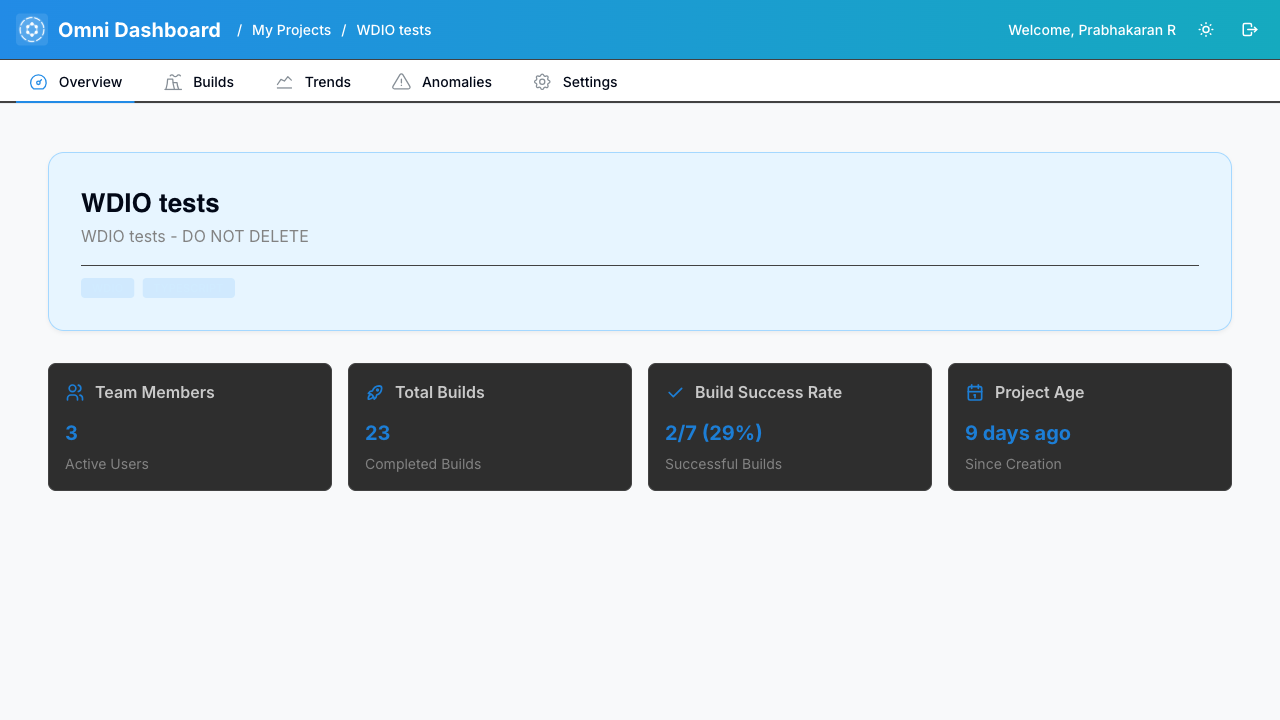 Omni Dashboard / My Projects / WDIO tests
Welcome, Prabhakaran R
Overview Builds Trends Anomalies Settings
WDIO tests
WDIO tests - DO NOT DELETE
Team Members
3
Active Users
Total Builds
23
Completed Builds
Build Success Rate
2/7 (29%)
Successful Builds
Project Age
9 days ago
Since Creation